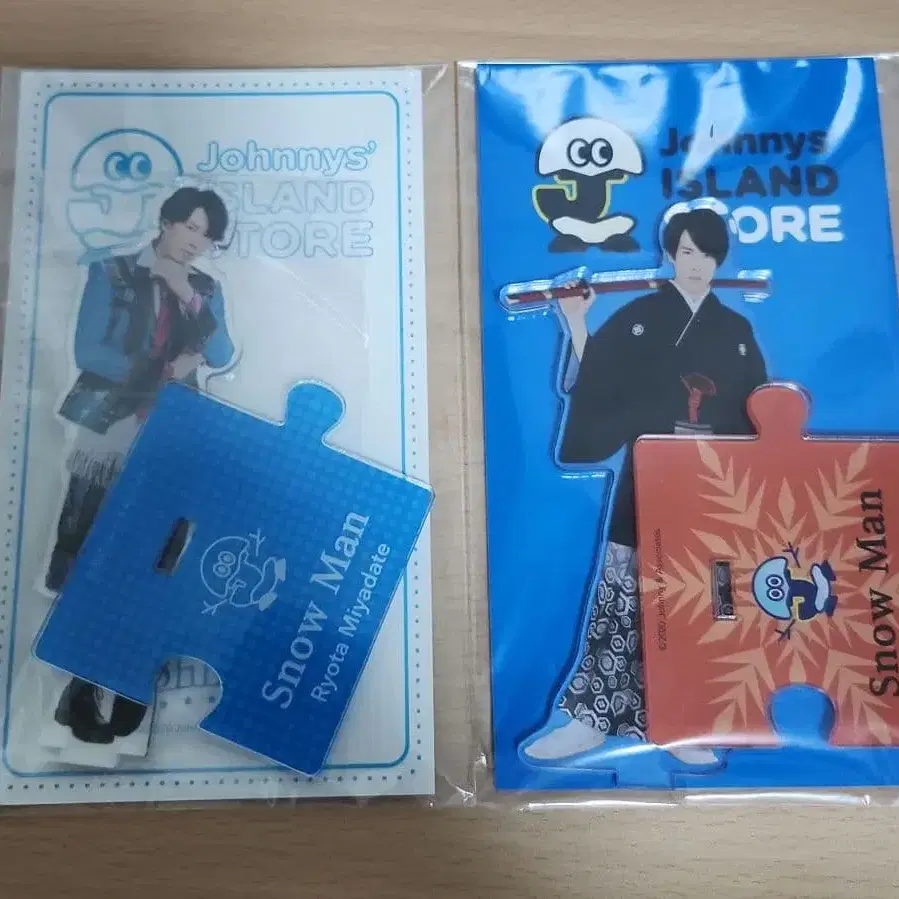 Johnnys'
ISLAND
STORE
Snow Man
Ryota Miyadate
Johnnys'
ISLAND
STORE
Snow Man